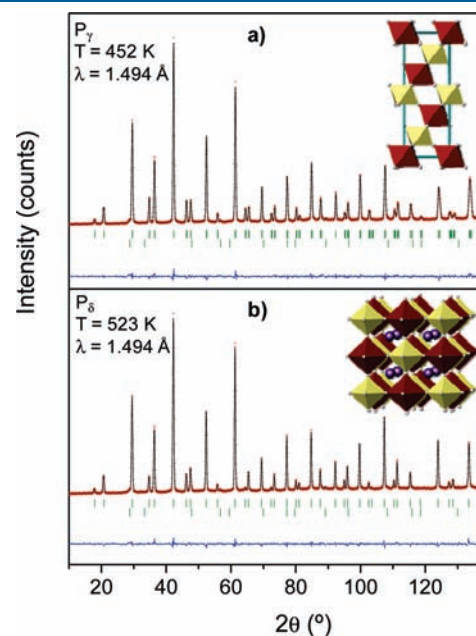 Pγ
T = 452 K
λ = 1.494 Å
a)
Intensity (counts)
Pδ
T = 523 K
λ = 1.494 Å
b)
20 40 60 80 100 120
2θ (º)